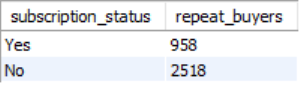 subscription_status repeat_buyers
Yes 958
No 2518